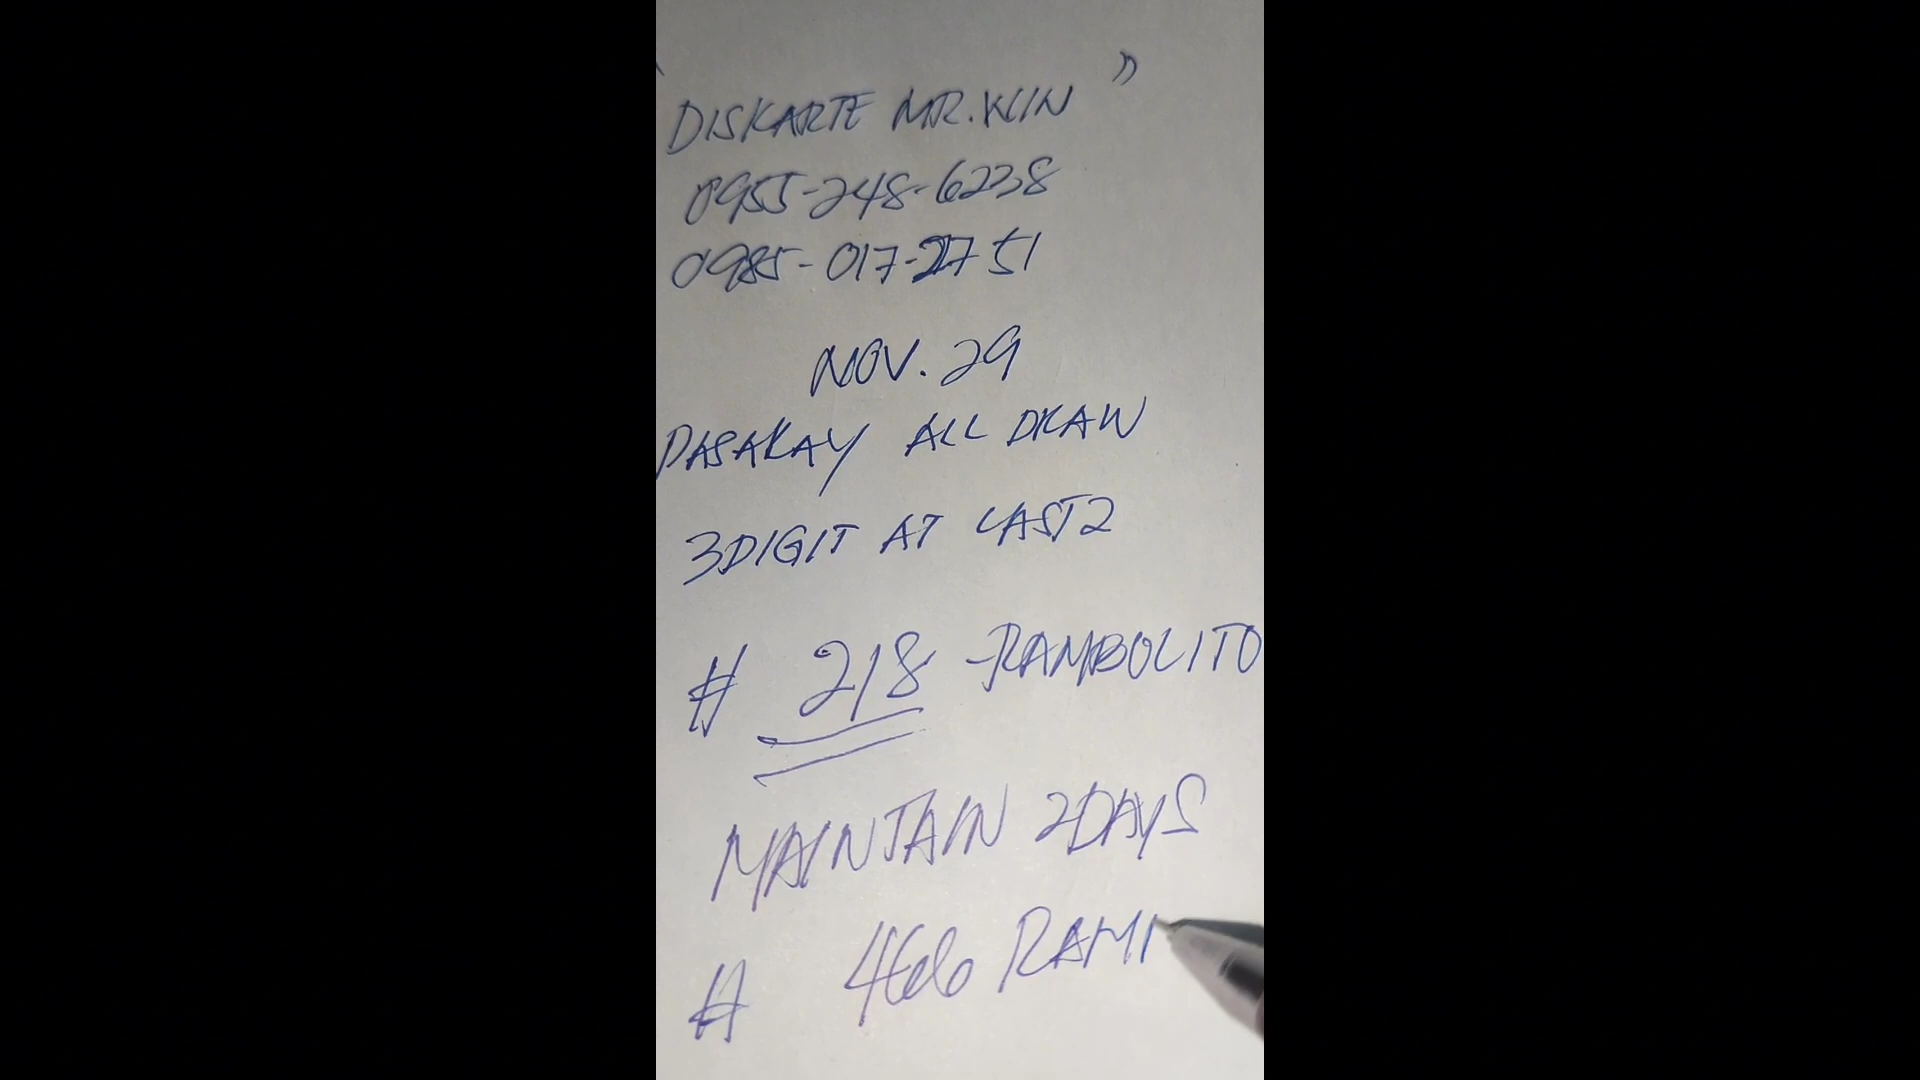 "
DISKARTE MR. WIN
0955-248-6238
0985-017-2751
NOV. 29
PASAKAY ALL DRAW
3DIGIT AT LAST2
# 218 -RAMBOLITO
MAINTAIN 2DAYS
# 466 RAM